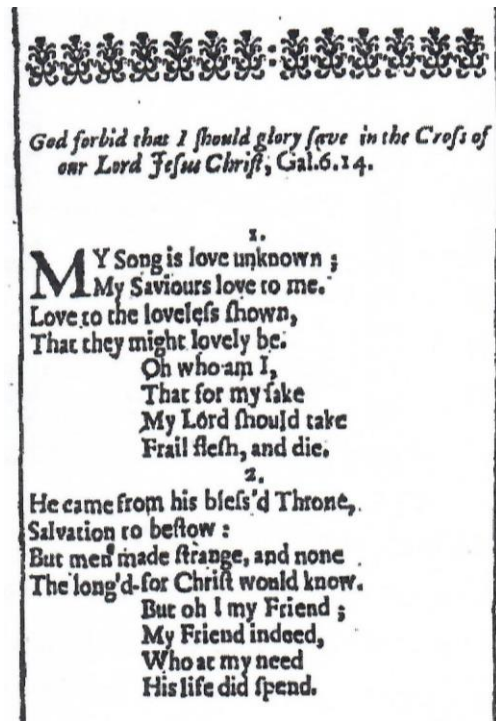 God forbid that I ſhould glory ſave in the Croſs of
our Lord Jeſus Chriſt, Gal.6.14.
1.
MY Song is love unknown ;
My Saviours love to me.
Love to the loveleſs ſhown,
That they might lovely be.
Oh who am I,
That for my ſake
My Lord ſhould take
Frail fleſh, and die.
2.
He came from his bleſs'd Throne,
Salvation to beſtow :
But men made ſtrange, and none
The long'd-for Chriſt would know.
But oh ! my Friend ;
My Friend indeed,
Who at my need
His life did ſpend.